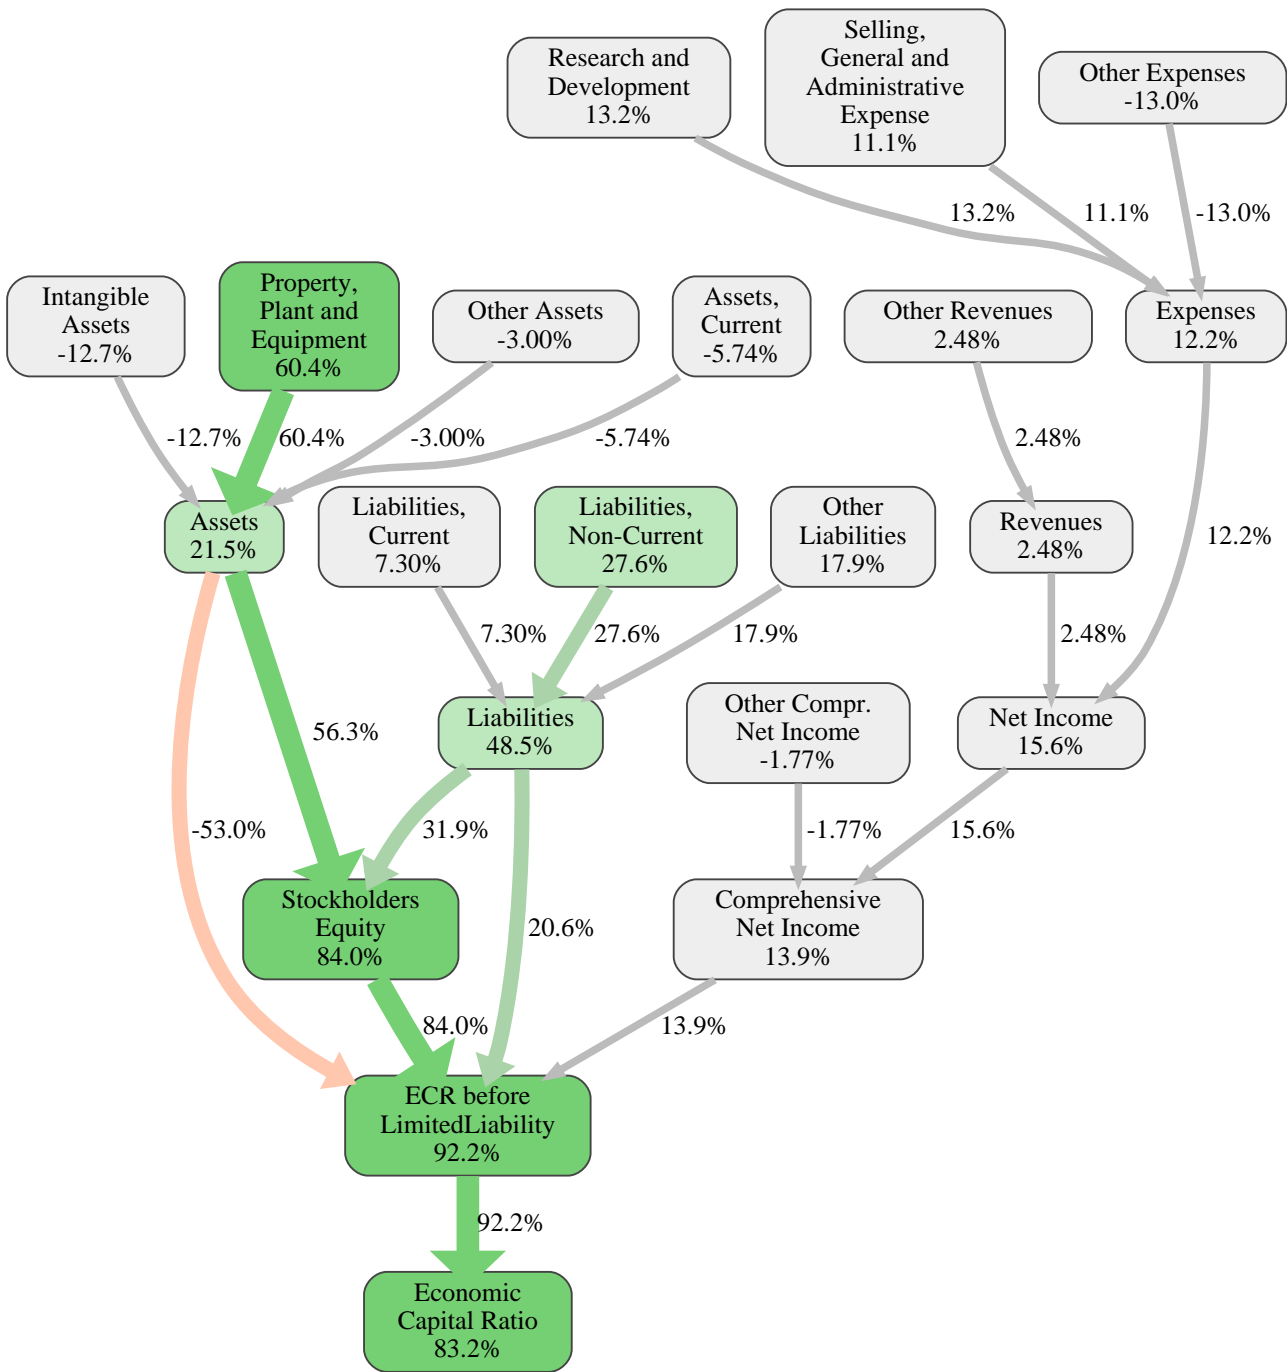 Research and
Development
13.2%
Selling,
General and
Administrative
Expense
11.1%
Other Expenses
-13.0%
13.2%
11.1%
-13.0%
Intangible
Assets
-12.7%
Property,
Plant and
Equipment
60.4%
Other Assets
-3.00%
Assets,
Current
-5.74%
Other Revenues
2.48%
Expenses
12.2%
-12.7%
60.4%
-3.00%
-5.74%
2.48%
Assets
21.5%
Liabilities,
Current
7.30%
Liabilities,
Non-Current
27.6%
Other
Liabilities
17.9%
Revenues
2.48%
12.2%
7.30%
27.6%
17.9%
2.48%
56.3%
Liabilities
48.5%
Other Compr.
Net Income
-1.77%
Net Income
15.6%
-53.0%
31.9%
-1.77%
15.6%
Stockholders
Equity
84.0%
20.6%
Comprehensive
Net Income
13.9%
84.0%
13.9%
ECR before
LimitedLiability
92.2%
92.2%
Economic
Capital Ratio
83.2%